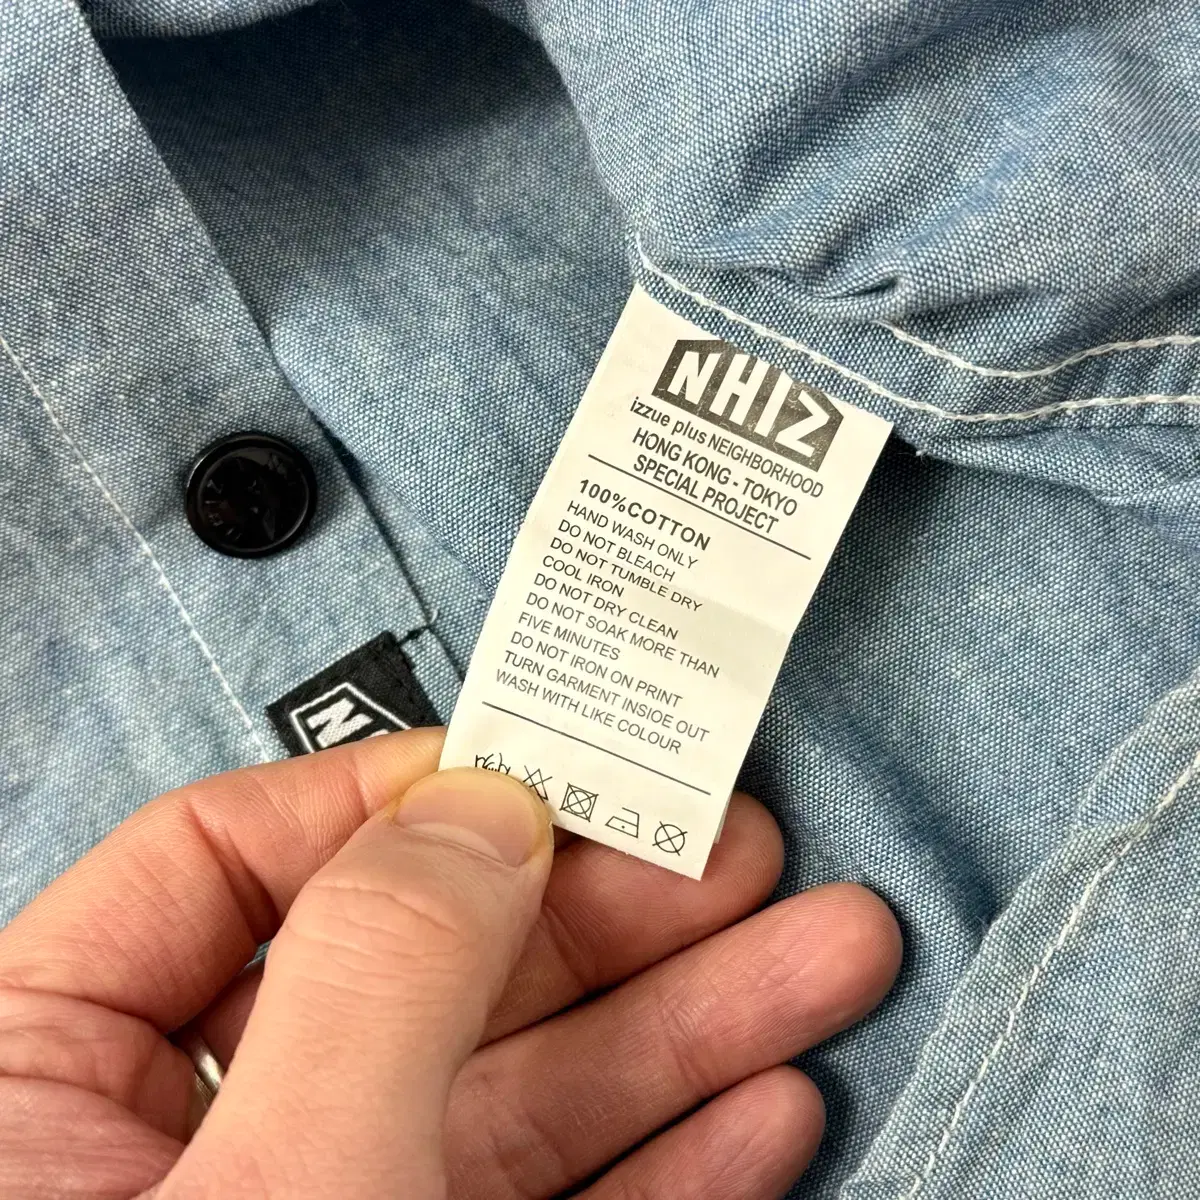 NHIZ
izzue plus NEIGHBORHOOD
HONG KONG - TOKYO
SPECIAL PROJECT
100%COTTON
HAND WASH ONLY
DO NOT BLEACH
DO NOT TUMBLE DRY
COOL IRON
DO NOT DRY CLEAN
DO NOT SOAK MORE THAN
FIVE MINUTES
DO NOT IRON ON PRINT
TURN GARMENT INSIDE OUT
WASH WITH LIKE COLOUR